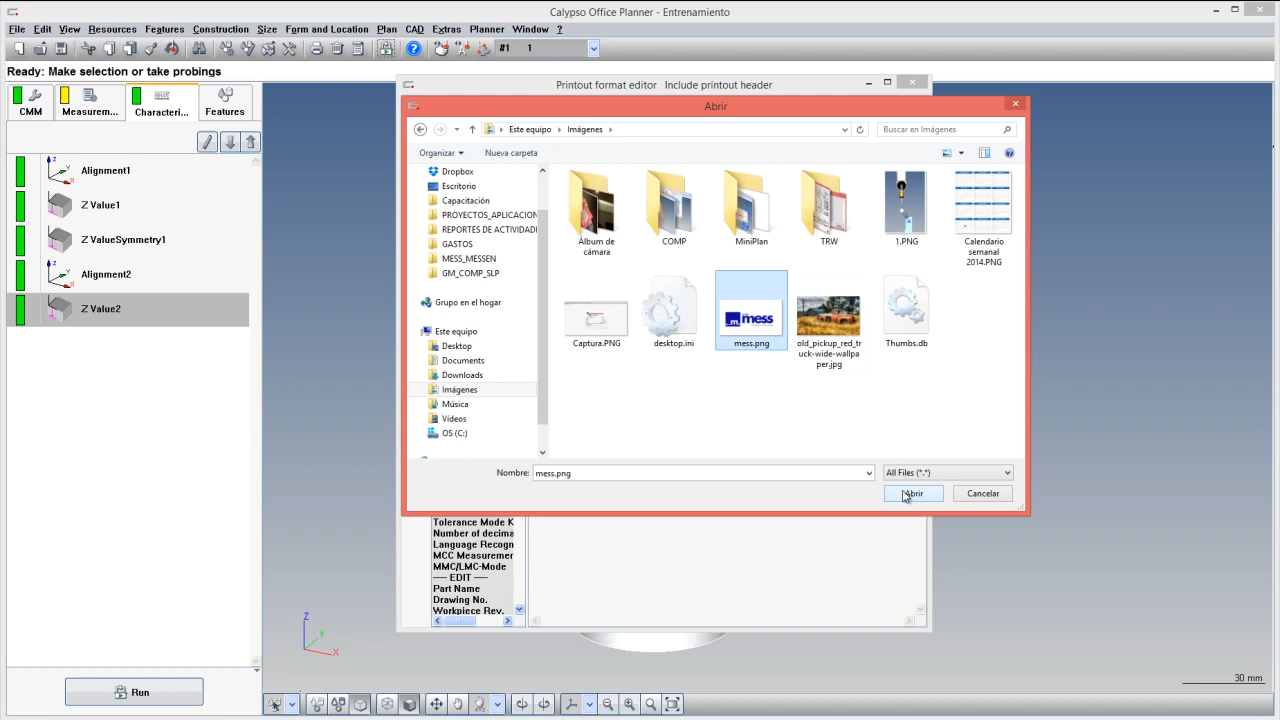 Calypso Office Planner - Entrenamiento
File Edit View Resources Features Construction Size Form and Location Plan CAD Extras Planner Window ?
#1 1
Ready: Make selection or take probings
CMM
Measurem...
Characteri...
Features
Alignment1
Z Value1
Z ValueSymmetry1
Alignment2
Z Value2
Run
Printout format editor Include printout header
Abrir
Este equipo
Imágenes
Buscar en Imágenes
Organizar
Nueva carpeta
Dropbox
Escritorio
Capacitación
PROYECTOS_APLICACION
REPORTES DE ACTIVIDADI
GASTOS
MESS_MESSEN
GM_COMP_SLP
Grupo en el hogar
Este equipo
Desktop
Documents
Downloads
Imágenes
Música
Vídeos
OS (C:)
Álbum de
cámara
COMP
MiniPlan
TRW
1.PNG
Calendario
semanal
2014.PNG
Captura.PNG
desktop.ini
mess
mess.png
old_pickup_red_tr
uck-wide-wallpa
per.jpg
Thumbs.db
Nombre: mess.png
All Files (*.*)
Abrir
Cancelar
Tolerance Mode K
Number of decima
Language Recogn
MCC Measuremer
MMC/LMC-Mode
---- EDIT ----
Part Name
Drawing No.
Workpiece Rev.
Z
Y
X
30 mm